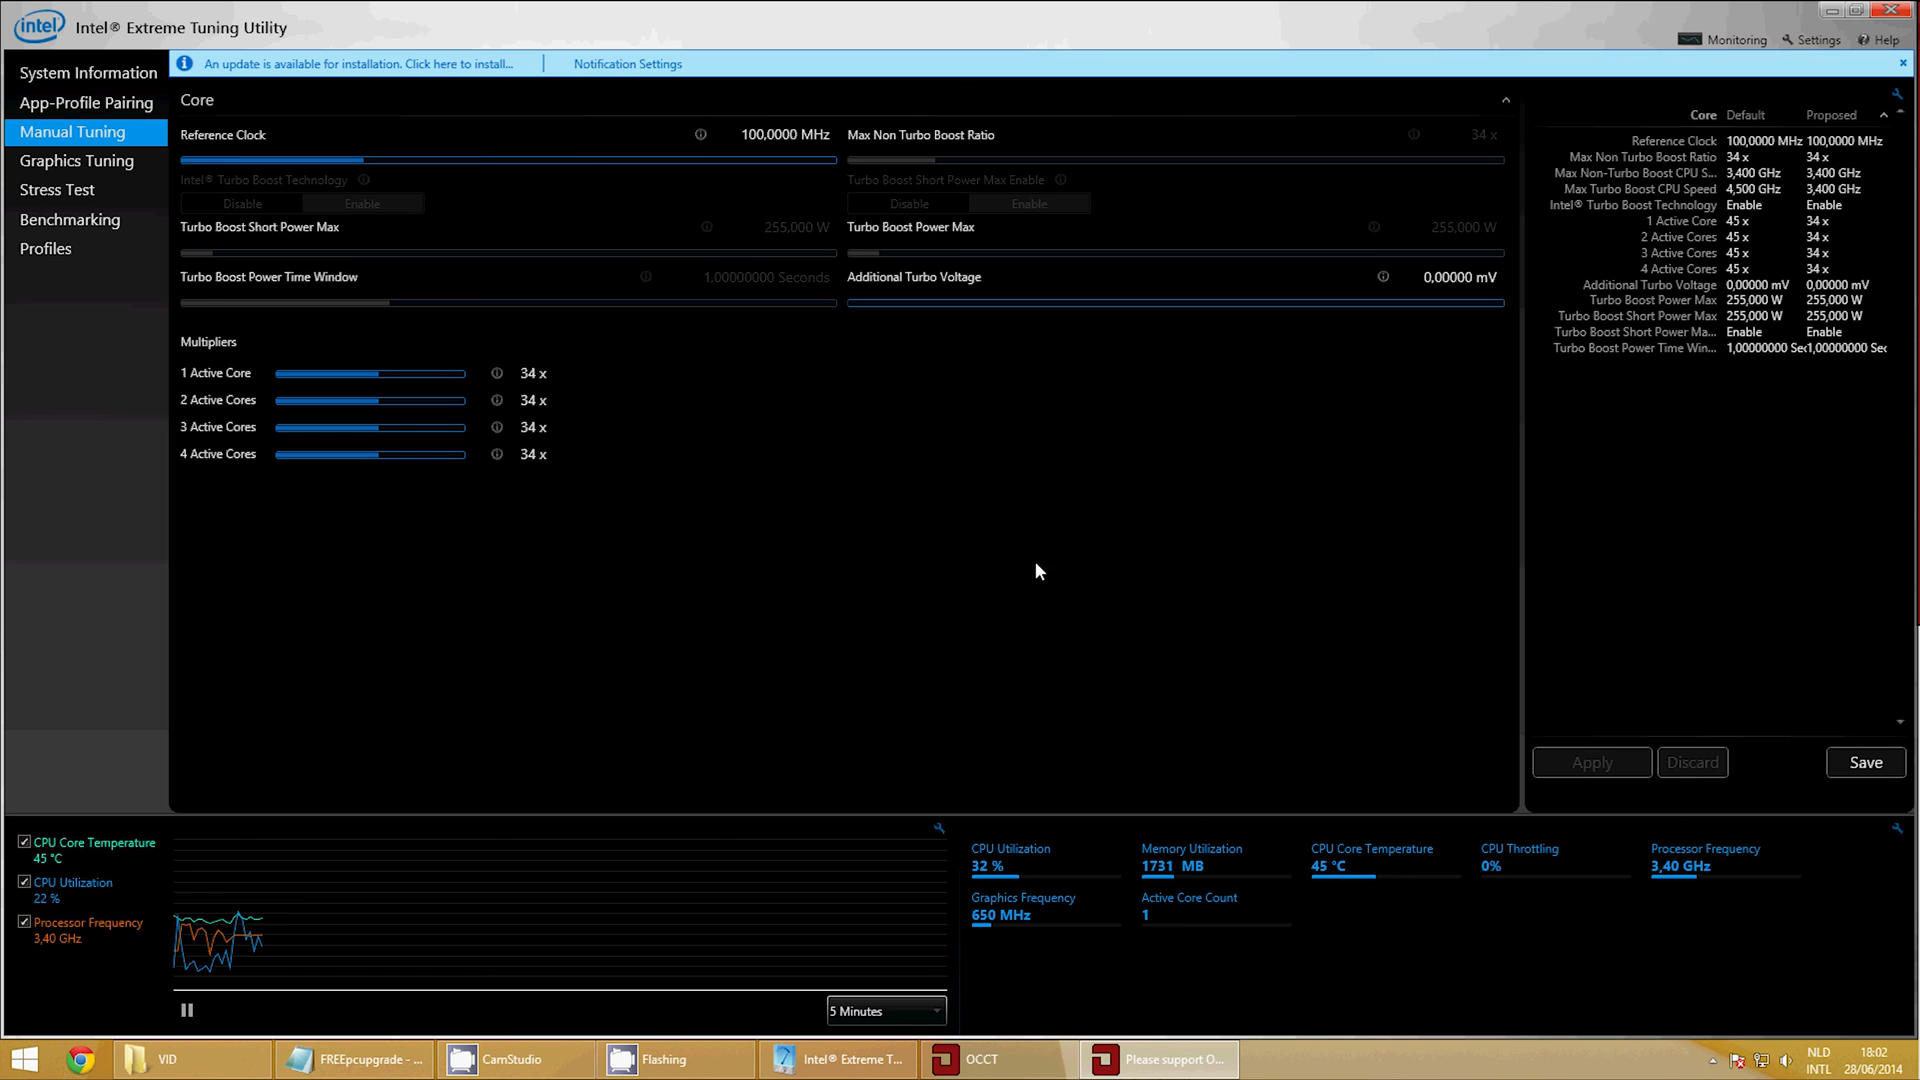 intel Intel® Extreme Tuning Utility
Monitoring Settings Help
An update is available for installation. Click here to install... Notification Settings
System Information
App-Profile Pairing
Manual Tuning
Graphics Tuning
Stress Test
Benchmarking
Profiles
Core
Reference Clock 100,0000 MHz Max Non Turbo Boost Ratio 34 x
Intel® Turbo Boost Technology Turbo Boost Short Power Max Enable
Disable Enable Disable Enable
Turbo Boost Short Power Max 255,000 W Turbo Boost Power Max 255,000 W
Turbo Boost Power Time Window 1,00000000 Seconds Additional Turbo Voltage 0,00000 mV
Multipliers
1 Active Core 34 x
2 Active Cores 34 x
3 Active Cores 34 x
4 Active Cores 34 x
Core Default Proposed
Reference Clock 100,0000 MHz 100,0000 MHz
Max Non Turbo Boost Ratio 34 x 34 x
Max Non-Turbo Boost CPU S... 3,400 GHz 3,400 GHz
Max Turbo Boost CPU Speed 4,500 GHz 3,400 GHz
Intel® Turbo Boost Technology Enable Enable
1 Active Core 45 x 34 x
2 Active Cores 45 x 34 x
3 Active Cores 45 x 34 x
4 Active Cores 45 x 34 x
Additional Turbo Voltage 0,00000 mV 0,00000 mV
Turbo Boost Power Max 255,000 W 255,000 W
Turbo Boost Short Power Max 255,000 W 255,000 W
Turbo Boost Short Power Ma... Enable Enable
Turbo Boost Power Time Win... 1,00000000 Sec 1,00000000 Sec
Apply Discard Save
CPU Core Temperature
45 °C
CPU Utilization
22 %
Processor Frequency
3,40 GHz
5 Minutes
CPU Utilization Memory Utilization CPU Core Temperature CPU Throttling Processor Frequency
32 % 1731 MB 45 °C 0% 3,40 GHz
Graphics Frequency Active Core Count
650 MHz 1
VID FREEpcupgrade - ... CamStudio Flashing Intel® Extreme T... OCCT Please support O...
NLD 18:02
INTL 28/06/2014